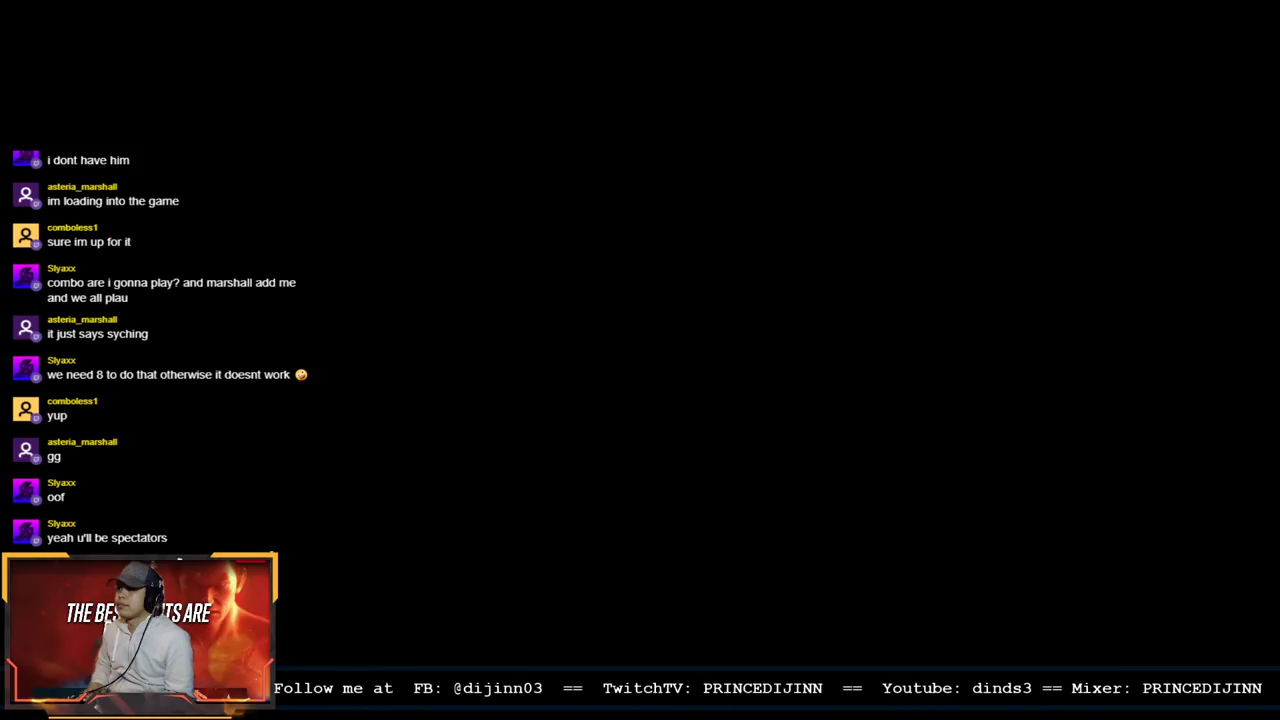 i dont have him
asteria_marshall
im loading into the game
comboless1
sure im up for it
Slyaxx
combo are i gonna play? and marshall add me
and we all plau
asteria_marshall
it just says syching
Slyaxx
we need 8 to do that otherwise it doesnt work 🤪
comboless1
yup
asteria_marshall
gg
Slyaxx
oof
Slyaxx
yeah u'll be spectators
THE ARE
Follow me at FB: @dijinn03 == TwitchTV: PRINCEDIJINN == Youtube: dinds3 == Mixer: PRINCEDIJINN